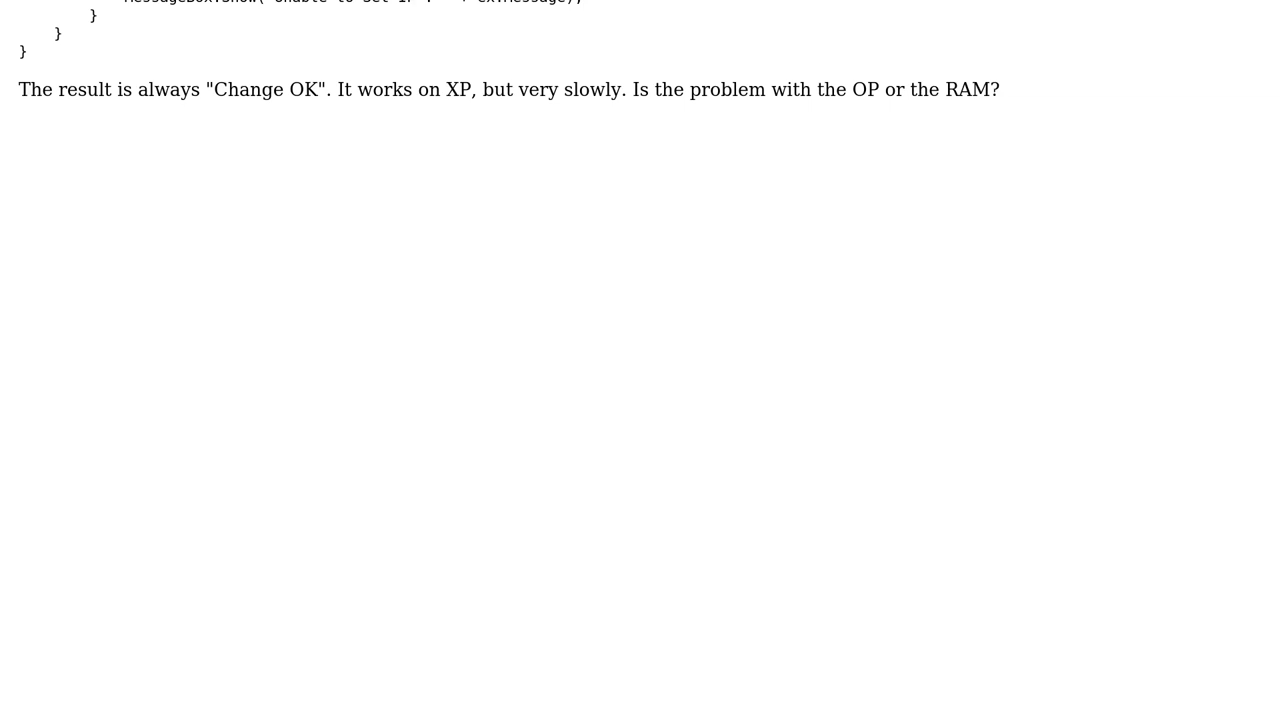 }
}
}
The result is always "Change OK". It works on XP, but very slowly. Is the problem with the OP or the RAM?